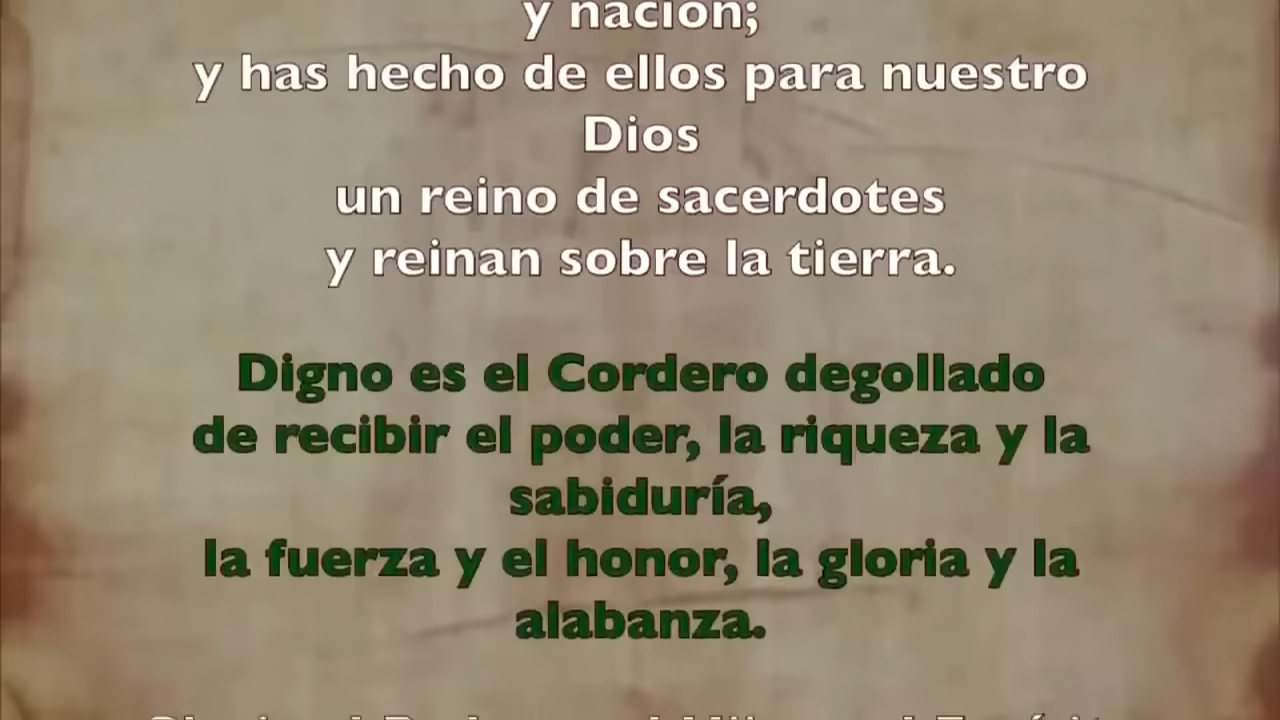 y nación;
y has hecho de ellos para nuestro
Dios
un reino de sacerdotes
y reinan sobre la tierra.
Digno es el Cordero degollado
de recibir el poder, la riqueza y la
sabiduría,
la fuerza y el honor, la gloria y la
alabanza.